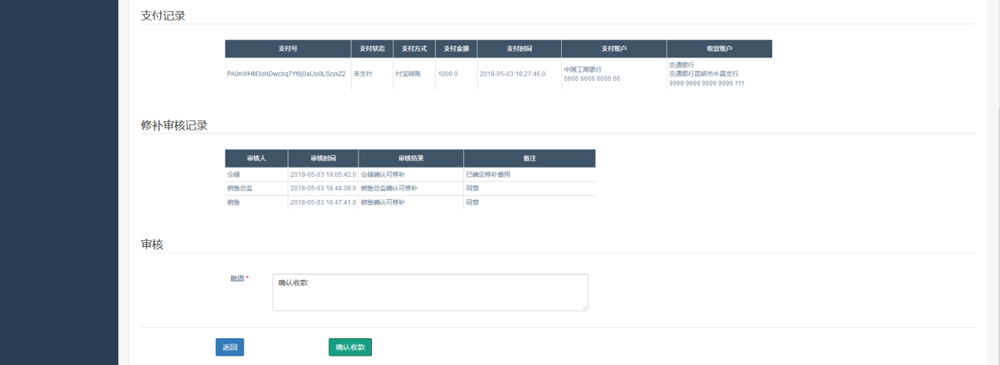 支付记录
支付号 支付状态 支付方式 支付金额 支付时间 支付账户 收款账户
PA0nWHM3ohDwcbq7Yt9j0aUo0LScyxZ2 未支付 付宝转账 1000.0 2018-05-03 18:27:46.0 中国工商银行 6666 6666 6666 66 交通银行 交通银行昆明市永昌支行 9999 9999 9999 9999 111
修补审核记录
审核人 审核时间 审核结果 备注
仓储 2018-05-03 19:05:42.0 仓储确认可修补 已确定修补费用
销售总监 2018-05-03 18:48:08.0 销售总监确认可修补 同意
销售 2018-05-03 18:47:41.0 销售确认可修补 同意
审核
批语 * 确认收款
返回 确认收款